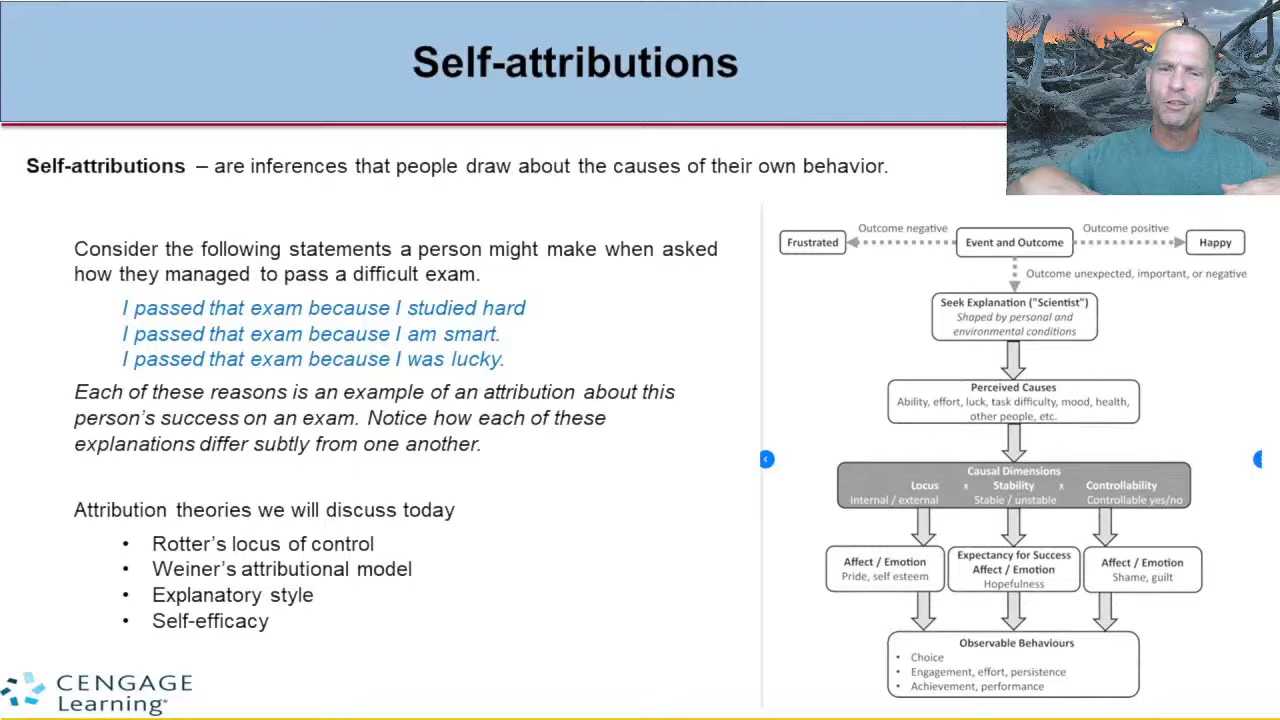 Self-attributions
Self-attributions – are inferences that people draw about the causes of their own behavior.
Consider the following statements a person might make when asked
how they managed to pass a difficult exam.
I passed that exam because I studied hard
I passed that exam because I am smart.
I passed that exam because I was lucky.
Each of these reasons is an example of an attribution about this
person's success on an exam. Notice how each of these
explanations differ subtly from one another.
Attribution theories we will discuss today
• Rotter's locus of control
• Weiner's attributional model
• Explanatory style
• Self-efficacy
CENGAGE
Learning®
Outcome negative
Outcome positive
Frustrated
Event and Outcome
Happy
Outcome unexpected, important, or negative
Seek Explanation ("Scientist")
Shaped by personal and
environmental conditions
Perceived Causes
Ability, effort, luck, task difficulty, mood, health,
other people, etc.
Causal Dimensions
Locus x Stability x Controllability
Internal / external Stable / unstable Controllable yes/no
Affect / Emotion
Pride, self esteem
Expectancy for Success
Affect / Emotion
Hopefulness
Affect / Emotion
Shame, guilt
Observable Behaviours
• Choice
• Engagement, effort, persistence
• Achievement, performance